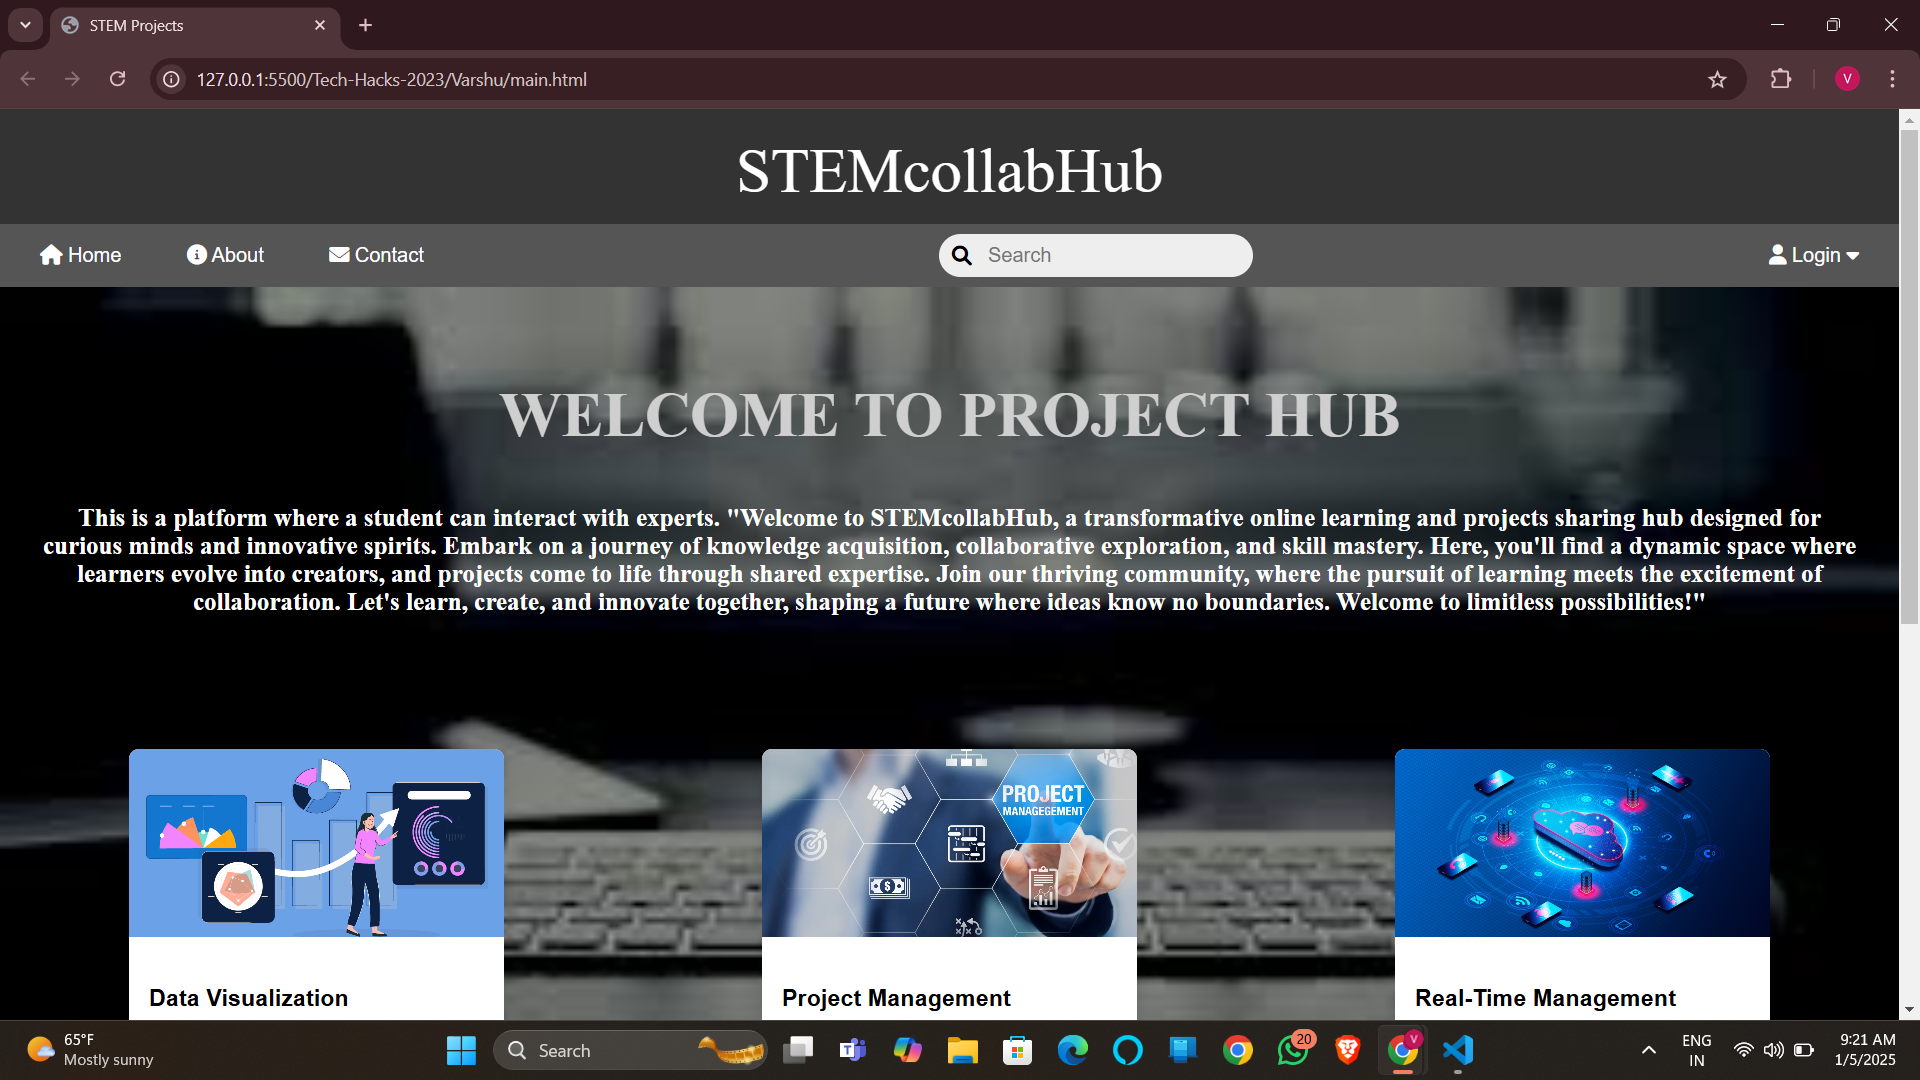 STEM Projects
127.0.0.1:5500/Tech-Hacks-2023/Varshu/main.html
V
STEMcollabHub
Home
About
Contact
Search
Login
WELCOME TO PROJECT HUB
This is a platform where a student can interact with experts. "Welcome to STEMcollabHub, a transformative online learning and projects sharing hub designed for
curious minds and innovative spirits. Embark on a journey of knowledge acquisition, collaborative exploration, and skill mastery. Here, you'll find a dynamic space where
learners evolve into creators, and projects come to life through shared expertise. Join our thriving community, where the pursuit of learning meets the excitement of
collaboration. Let's learn, create, and innovate together, shaping a future where ideas know no boundaries. Welcome to limitless possibilities!"
PROJECT
MANAGEGEMENT
Data Visualization
Project Management
Real-Time Management
65°F
Mostly sunny
Search
20
V
ENG
IN
9:21 AM
1/5/2025